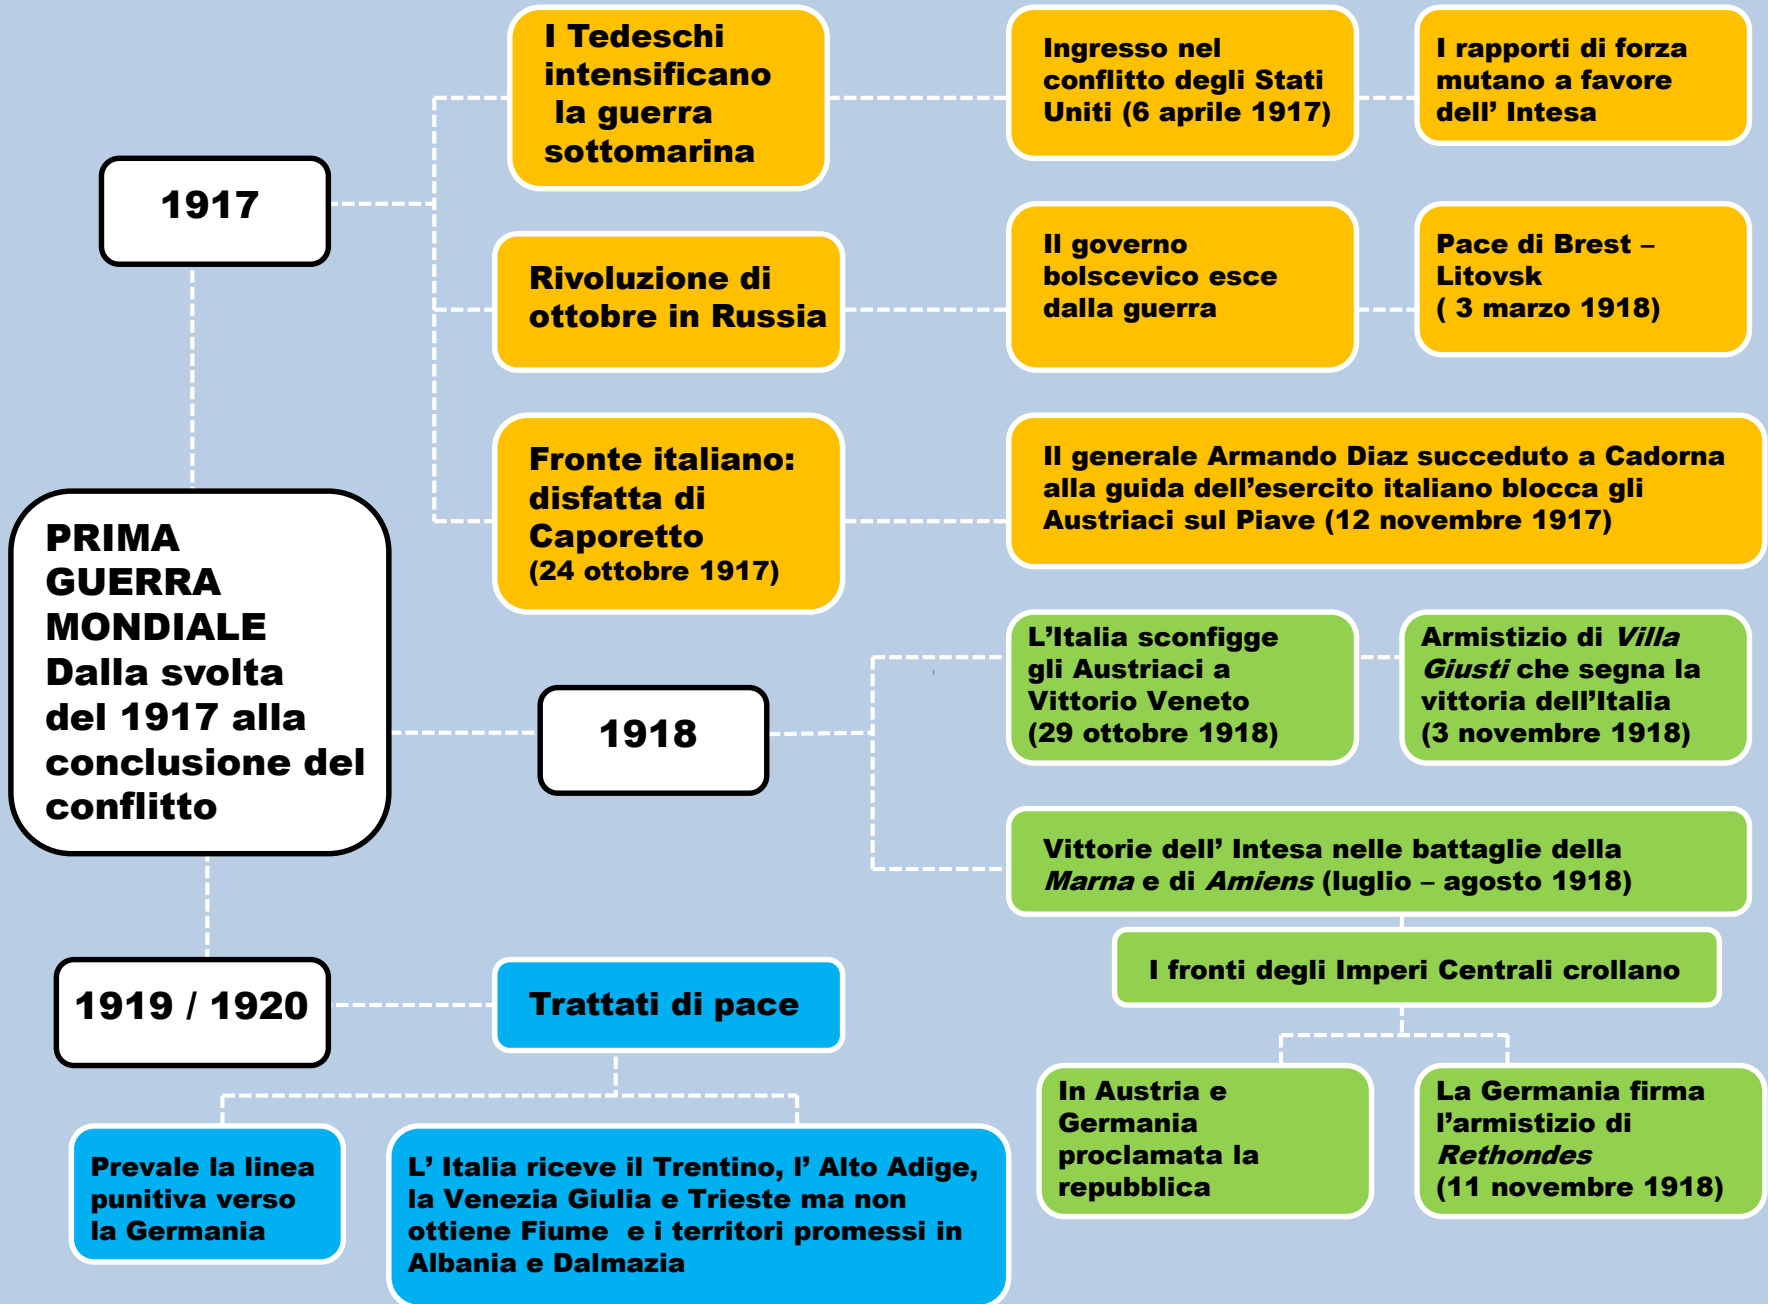 I Tedeschi
intensificano
la guerra
sottomarina
Ingresso nel
conflitto degli Stati
Uniti (6 aprile 1917)
I rapporti di forza
mutano a favore
dell’ Intesa
1917
Rivoluzione di
ottobre in Russia
Il governo
bolscevico esce
dalla guerra
Pace di Brest –
Litovsk
( 3 marzo 1918)
Fronte italiano:
disfatta di
Caporetto
(24 ottobre 1917)
Il generale Armando Diaz succeduto a Cadorna
alla guida dell’esercito italiano blocca gli
Austriaci sul Piave (12 novembre 1917)
PRIMA
GUERRA
MONDIALE
Dalla svolta
del 1917 alla
conclusione del
conflitto
1918
L’Italia sconfigge
gli Austriaci a
Vittorio Veneto
(29 ottobre 1918)
Armistizio di Villa
Giusti che segna la
vittoria dell’Italia
(3 novembre 1918)
Vittorie dell’ Intesa nelle battaglie della
Marna e di Amiens (luglio – agosto 1918)
I fronti degli Imperi Centrali crollano
In Austria e
Germania
proclamata la
repubblica
La Germania firma
l’armistizio di
Rethondes
(11 novembre 1918)
1919 / 1920
Trattati di pace
Prevale la linea
punitiva verso
la Germania
L’ Italia riceve il Trentino, l’ Alto Adige,
la Venezia Giulia e Trieste ma non
ottiene Fiume e i territori promessi in
Albania e Dalmazia